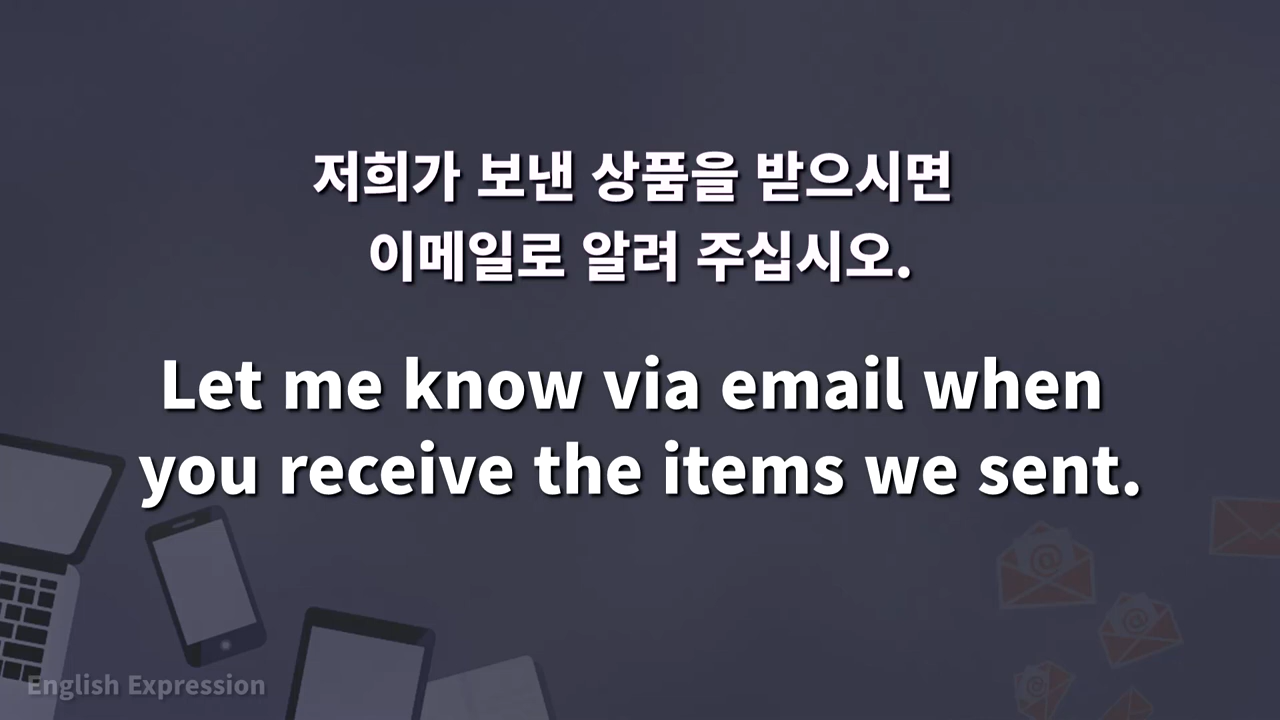 저희가 보낸 상품을 받으시면
이메일로 알려 주십시오.
Let me know via email when
you receive the items we sent.
English Expression